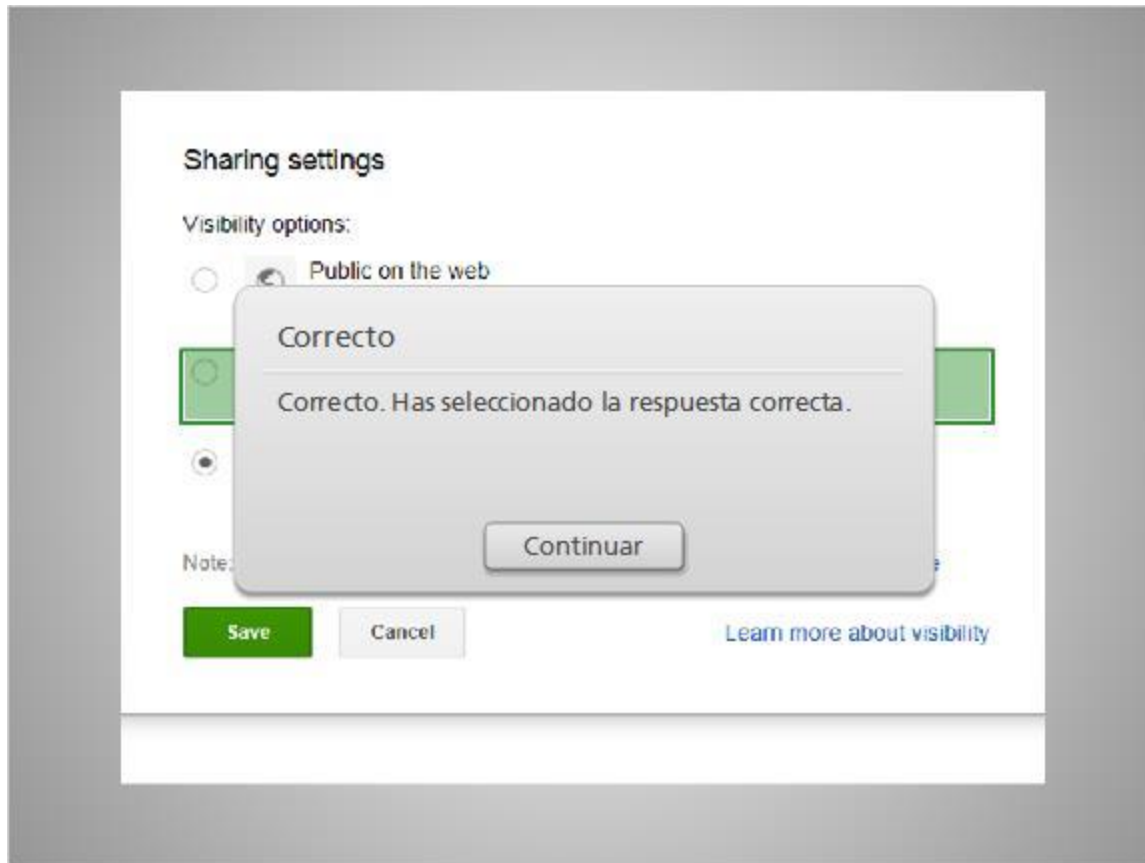 Sharing settings
Visibility options:
Public on the web
Correcto
Correcto. Has seleccionado la respuesta correcta.
Continuar
Note:
Save
Cancel
Learn more about visibility